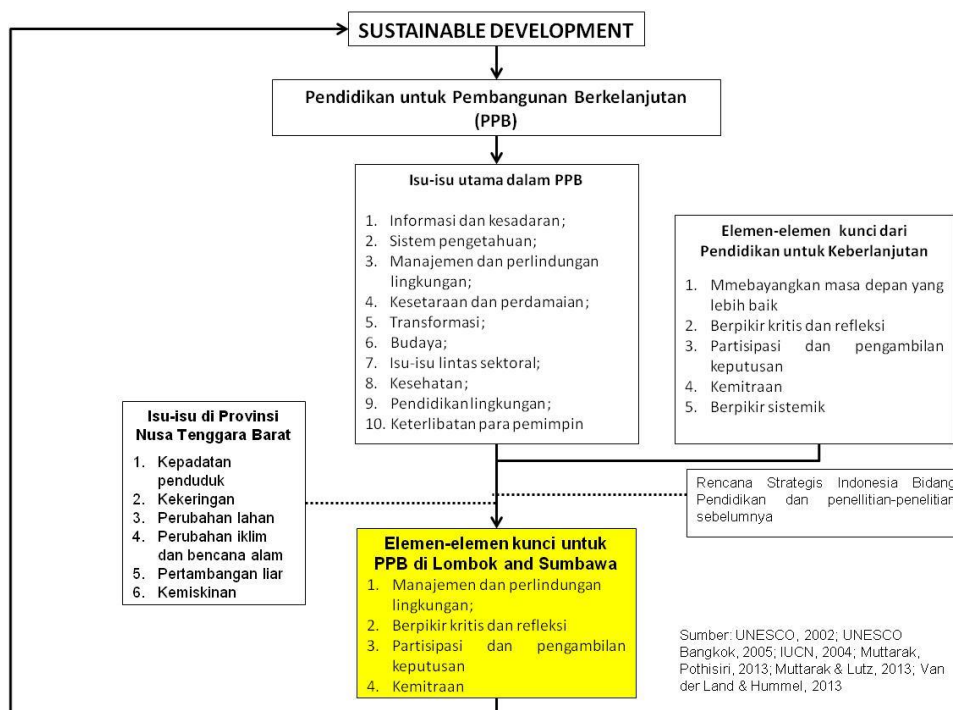 SUSTAINABLE DEVELOPMENT
Pendidikan untuk Pembangunan Berkelanjutan
(PPB)
Isu-isu utama dalam PPB
1. Informasi dan kesadaran;
2. Sistem pengetahuan;
3. Manajemen dan perlindungan
lingkungan;
4. Kesetaraan dan perdamaian;
5. Transformasi;
6. Budaya;
7. Isu-isu lintas sektoral;
8. Kesehatan;
9. Pendidikan lingkungan;
10. Keterlibatan para pemimpin
Elemen-elemen kunci dari
Pendidikan untuk Keberlanjutan
1. Mmebayangkan masa depan yang
lebih baik
2. Berpikir kritis dan refleksi
3. Partisipasi dan pengambilan
keputusan
4. Kemitraan
5. Berpikir sistemik
Isu-isu di Provinsi
Nusa Tenggara Barat
1. Kepadatan
penduduk
2. Kekeringan
3. Perubahan lahan
4. Perubahan iklim
dan bencana alam
5. Pertambangan liar
6. Kemiskinan
Rencana Strategis Indonesia Bidang
Pendidikan dan penellitian-penelitian
sebelumnya
Elemen-elemen kunci untuk
PPB di Lombok and Sumbawa
1. Manajemen dan perlindungan
lingkungan;
2. Berpikir kritis dan refleksi
3. Partisipasi dan pengambilan
keputusan
4. Kemitraan
Sumber: UNESCO, 2002; UNESCO
Bangkok, 2005; IUCN, 2004; Muttarak,
Pothisiri, 2013; Muttarak & Lutz, 2013; Van
der Land & Hummel, 2013